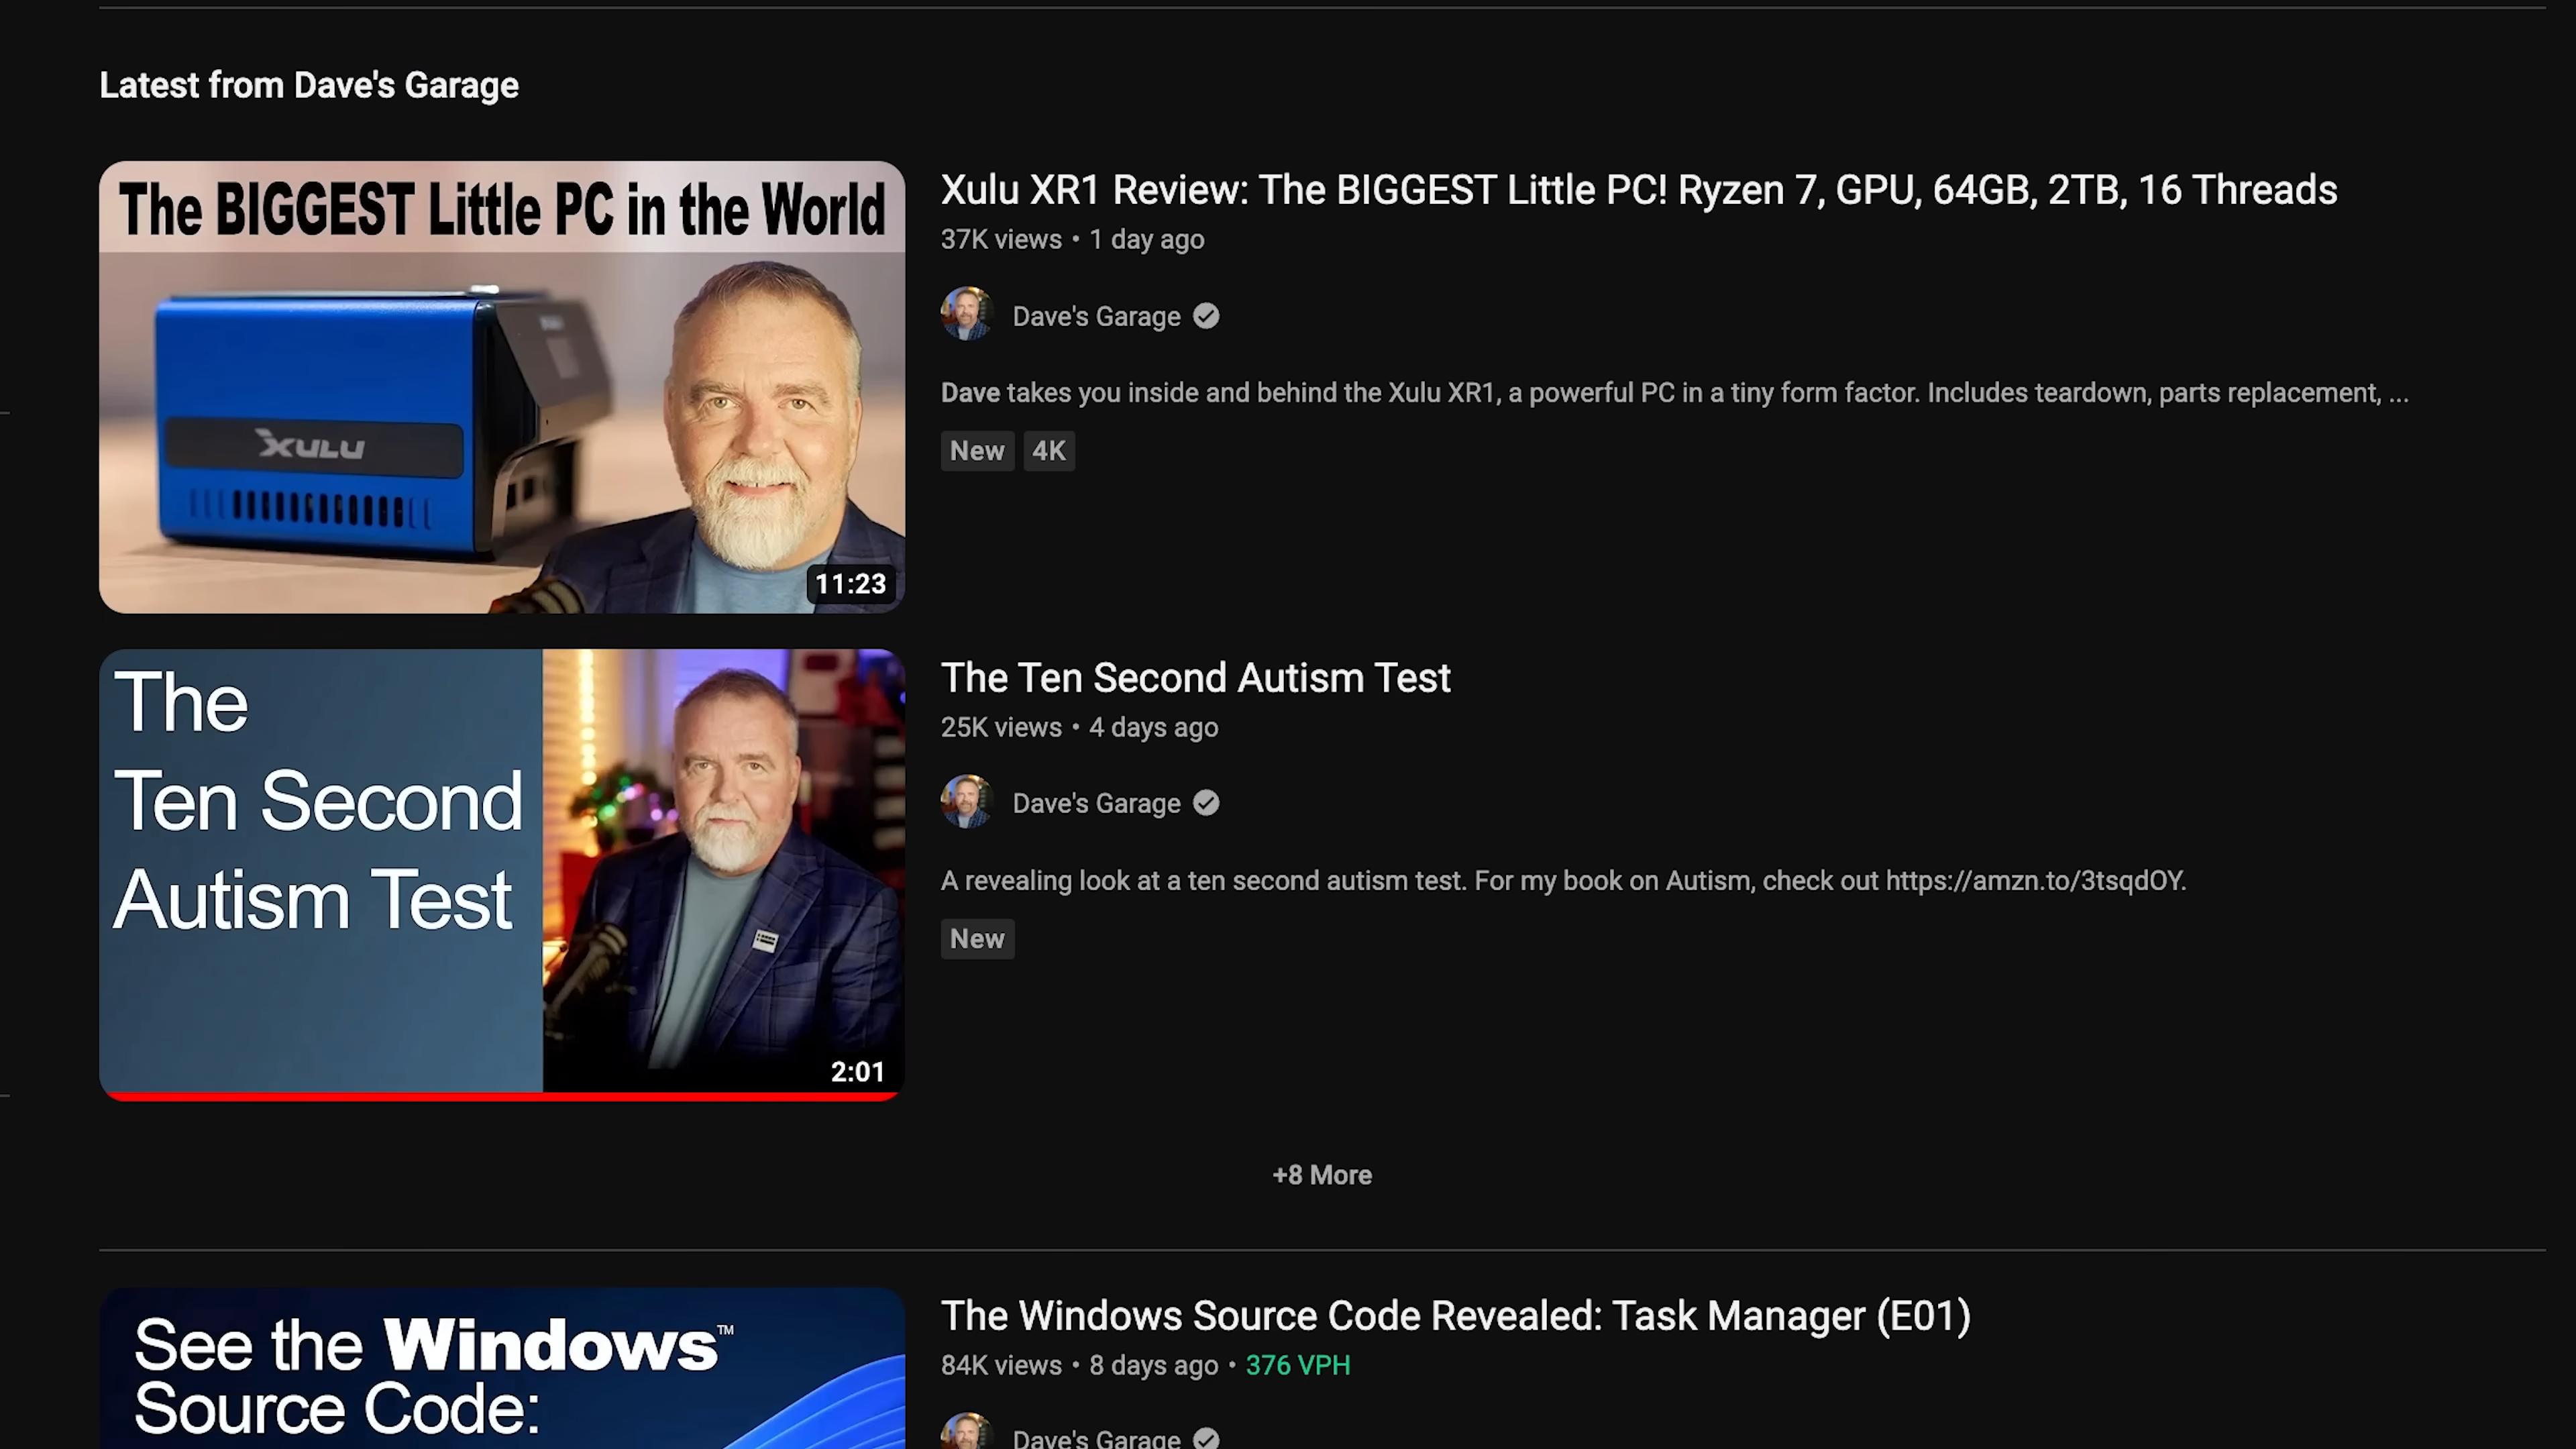 Latest from Dave's Garage
The BIGGEST Little PC in the World
XULU
11:23
Xulu XR1 Review: The BIGGEST Little PC! Ryzen 7, GPU, 64GB, 2TB, 16 Threads
37K views • 1 day ago
Dave's Garage
Dave takes you inside and behind the Xulu XR1, a powerful PC in a tiny form factor. Includes teardown, parts replacement, ...
New 4K
The
Ten Second
Autism Test
2:01
The Ten Second Autism Test
25K views • 4 days ago
Dave's Garage
A revealing look at a ten second autism test. For my book on Autism, check out https://amzn.to/3tsqdOY.
New
+8 More
See the Windows™
Source Code:
The Windows Source Code Revealed: Task Manager (E01)
84K views • 8 days ago • 376 VPH
Dave's Garage